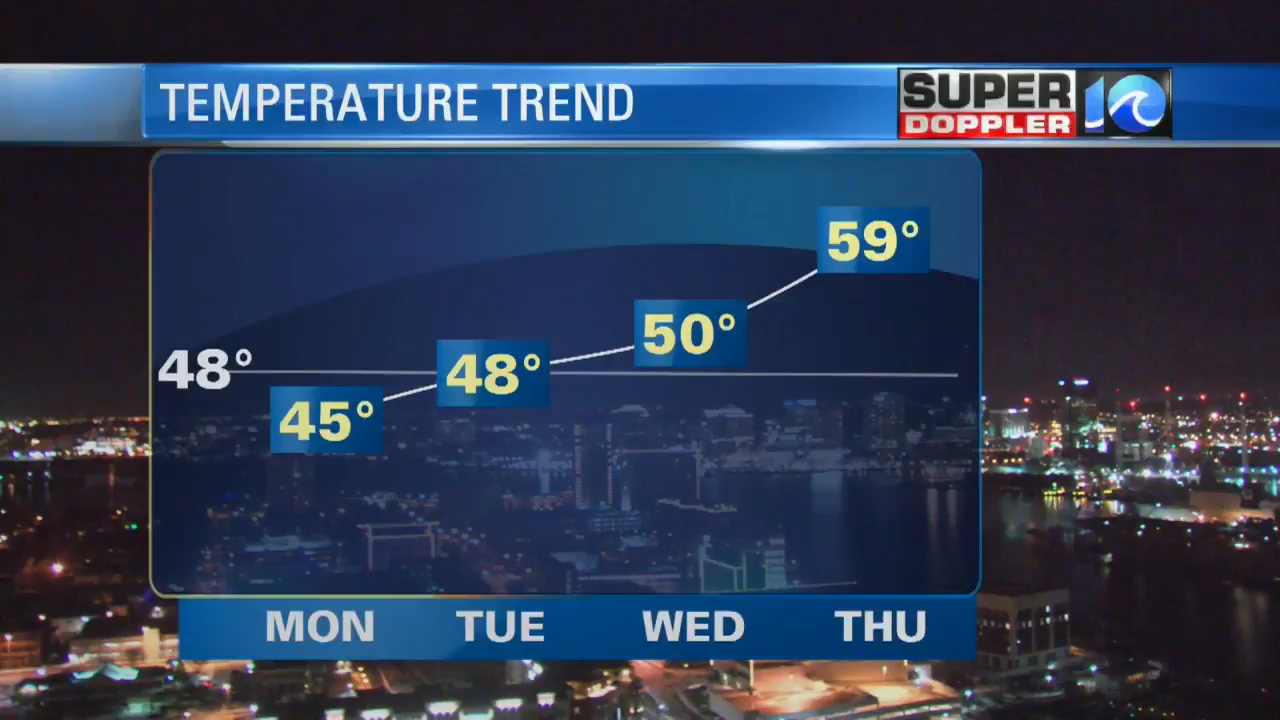 TEMPERATURE TREND
SUPER
DOPPLER
10
59°
50°
48°
48°
45°
MON TUE WED THU